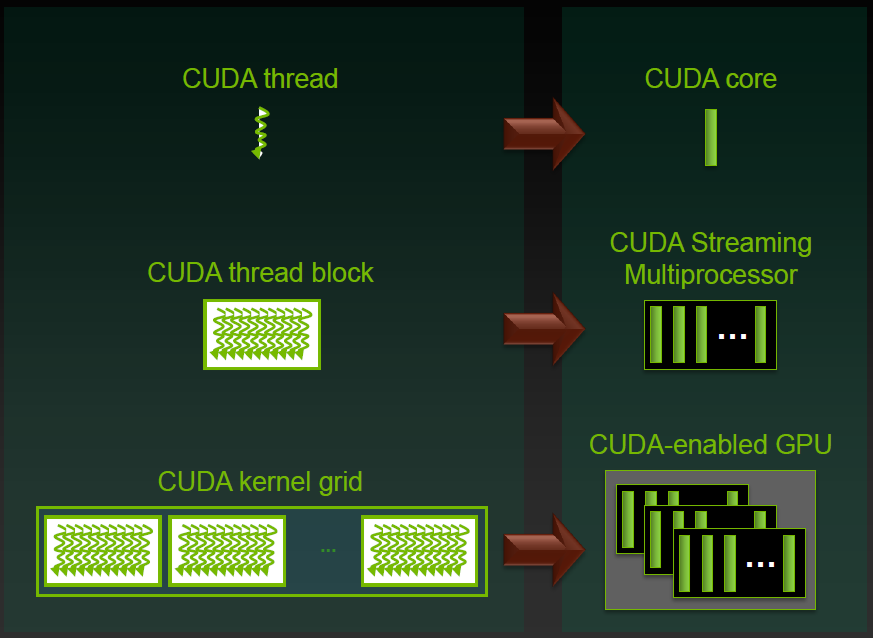 CUDA thread
CUDA core
CUDA thread block
CUDA Streaming
Multiprocessor
...
CUDA kernel grid
...
CUDA-enabled GPU
...